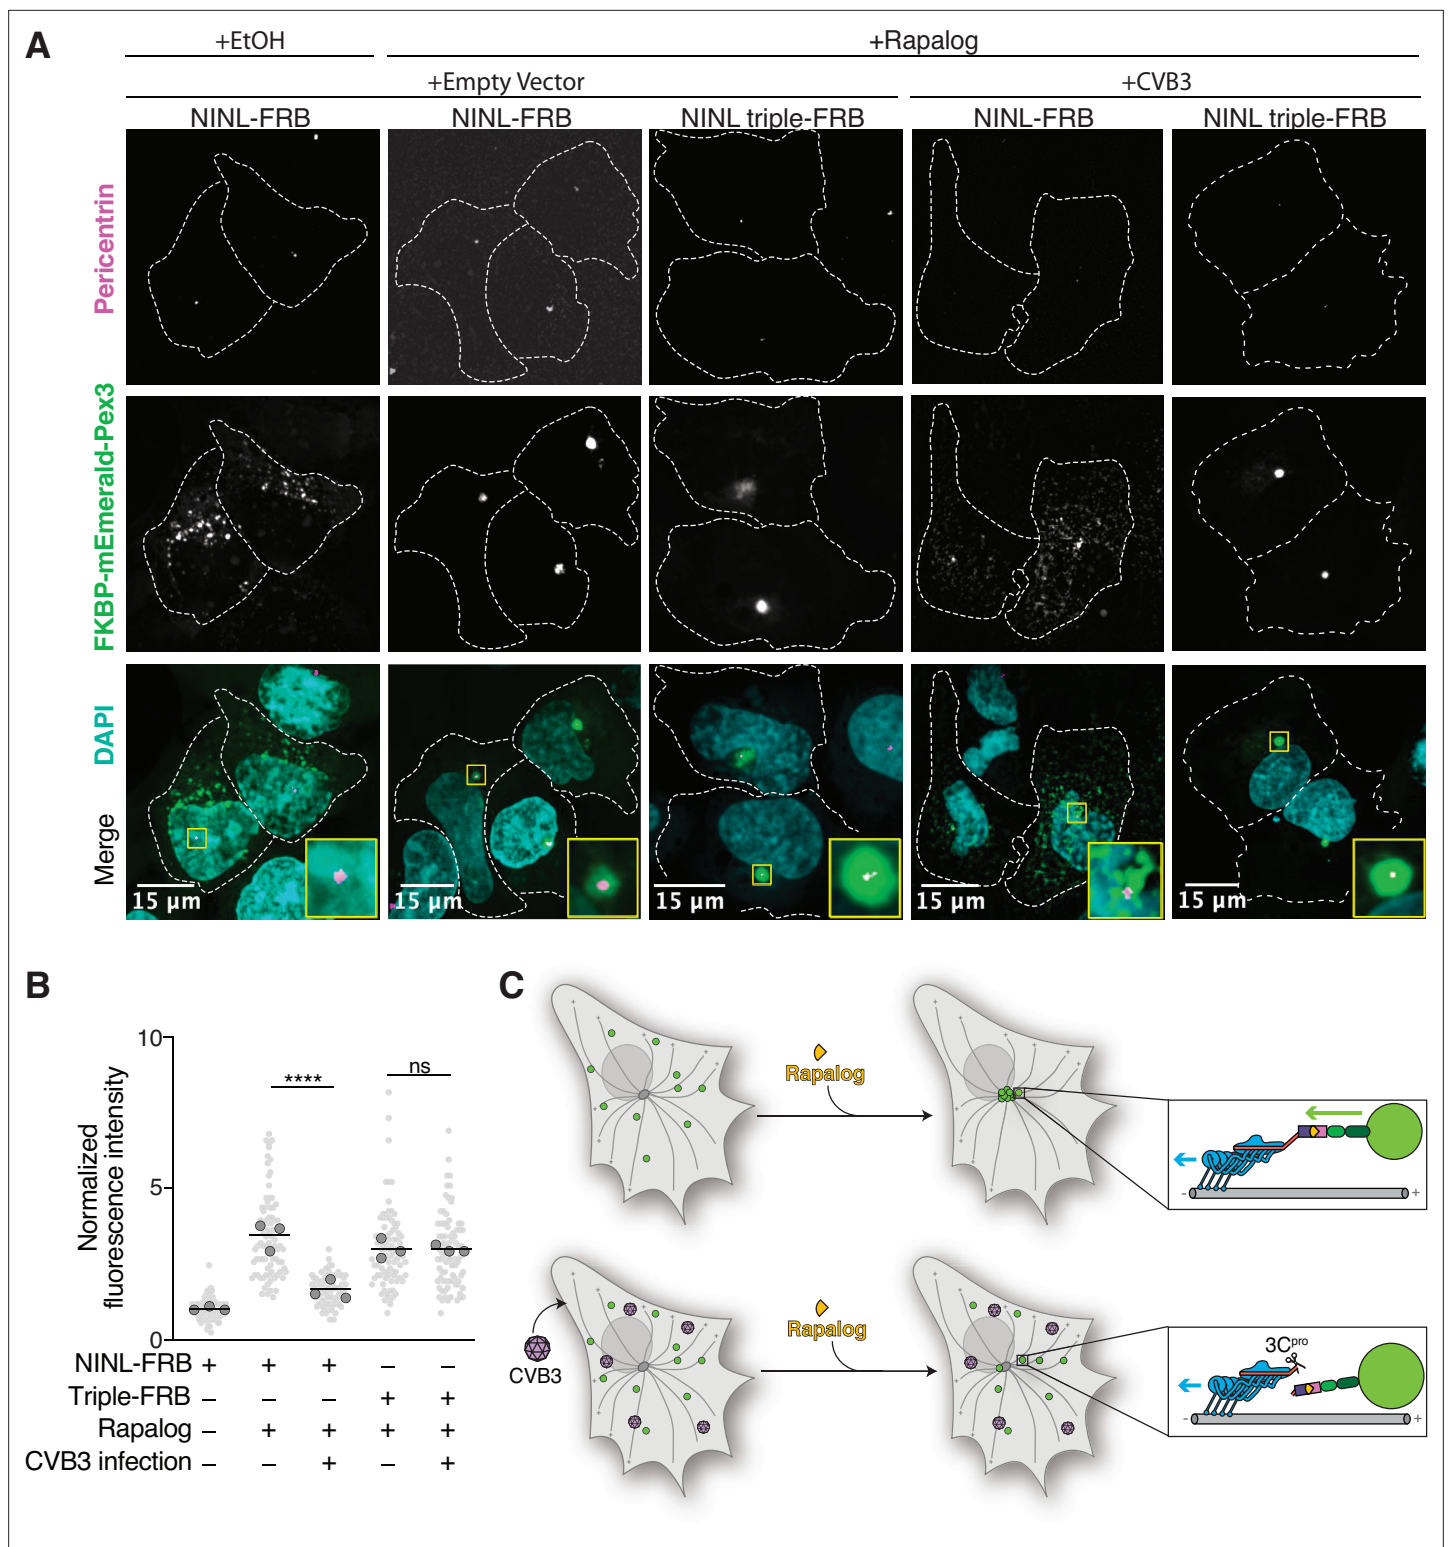 A
+EtOH
+Rapalog
+Empty Vector
+CVB3
NINL-FRB
NINL-FRB
NINL triple-FRB
NINL-FRB
NINL triple-FRB
Pericentrin
FKBP-mEmerald-Pex3
Merge DAPI
15 µm
15 µm
15 µm
15 µm
15 µm
B
Normalized
fluorescence intensity
10
5
0
****
ns
NINL-FRB + + + – –
Triple-FRB – – – + +
Rapalog – + + + +
CVB3 infection – – + – +
C
Rapalog
- +
CVB3
Rapalog
3Cpro
- +